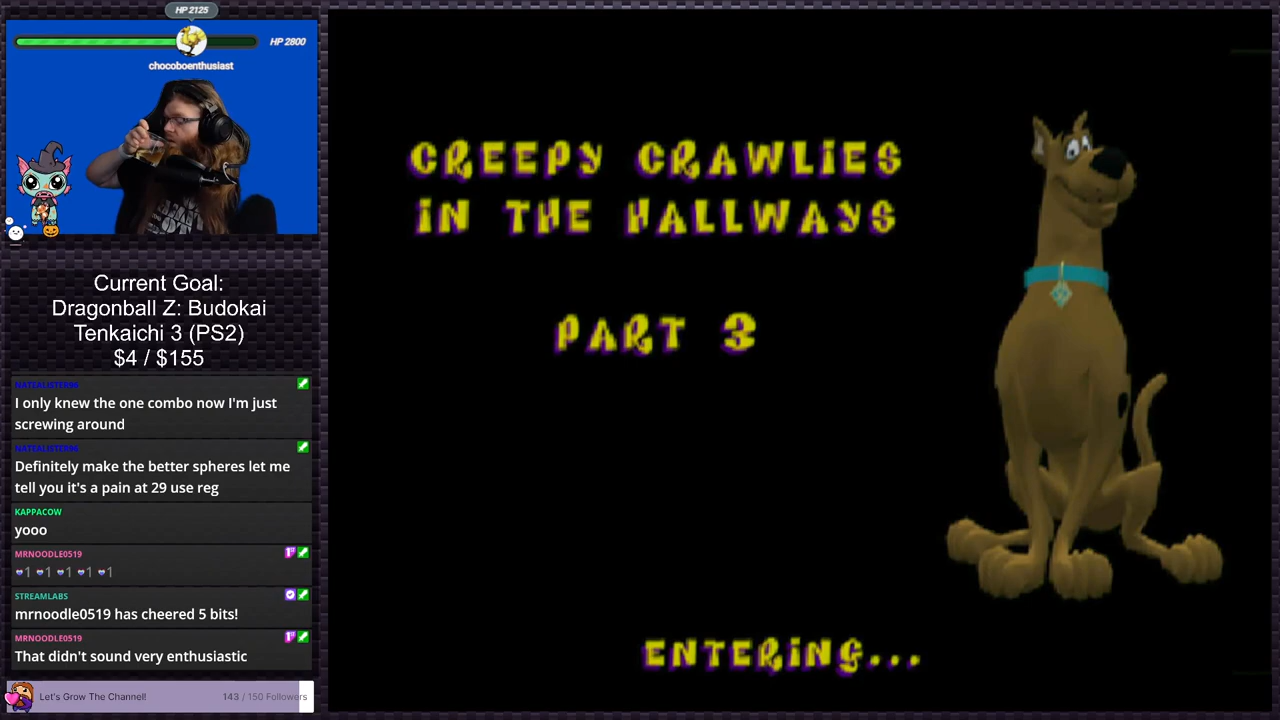 HP 2125
HP 2800
chocoboenthusiast
CREEPY CRAWLiES
iN THE HALLWAYS
PART 3
ENTERiNG...
Current Goal:
Dragonball Z: Budokai
Tenkaichi 3 (PS2)
$4 / $155
NATEALISTER96
I only knew the one combo now I'm just
screwing around
NATEALISTER96
Definitely make the better spheres let me
tell you it's a pain at 29 use reg
KAPPACOW
yooo
MRNOODLE0519
1 1 1 1 1
STREAMLABS
mrnoodle0519 has cheered 5 bits!
MRNOODLE0519
That didn't sound very enthusiastic
Let's Grow The Channel!
143 / 150 Followers